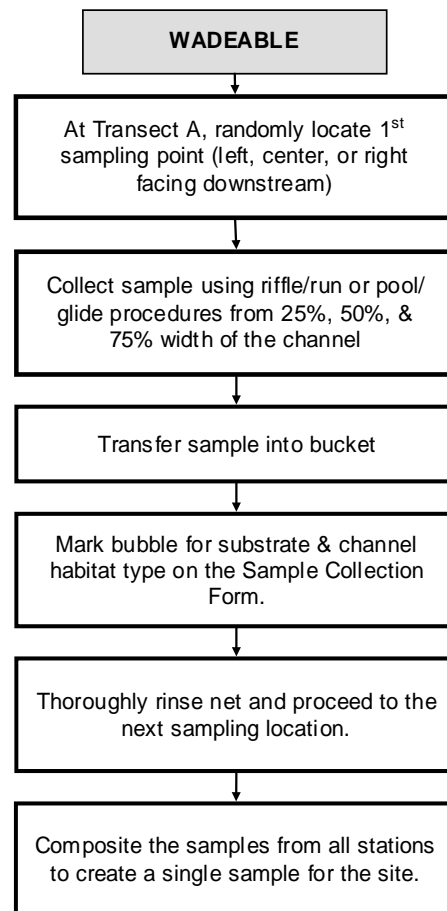 WADEABLE
At Transect A, randomly locate 1st
sampling point (left, center, or right
facing downstream)
Collect sample using riffle/run or pool/
glide procedures from 25%, 50%, &
75% width of the channel
Transfer sample into bucket
Mark bubble for substrate & channel
habitat type on the Sample Collection
Form.
Thoroughly rinse net and proceed to the
next sampling location.
Composite the samples from all stations
to create a single sample for the site.